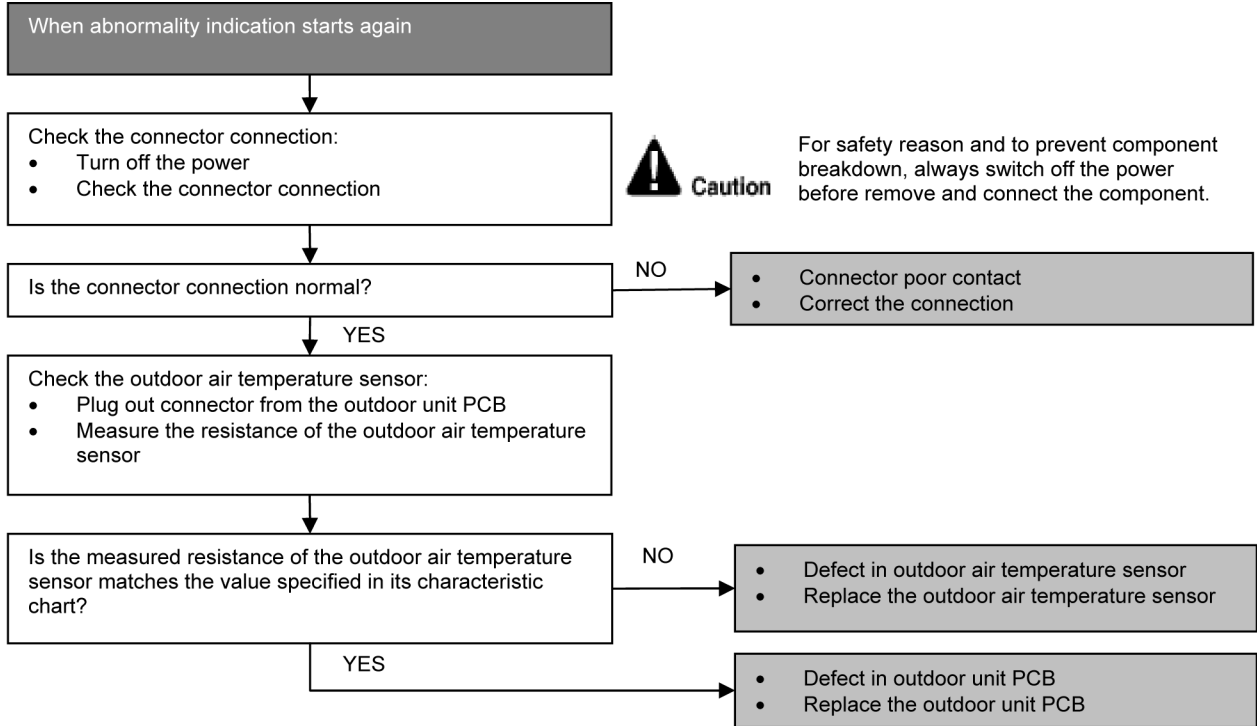 When abnormality indication starts again
Check the connector connection:
• Turn off the power
• Check the connector connection
Caution
For safety reason and to prevent component
breakdown, always switch off the power
before remove and connect the component.
Is the connector connection normal?
NO
• Connector poor contact
• Correct the connection
YES
Check the outdoor air temperature sensor:
• Plug out connector from the outdoor unit PCB
• Measure the resistance of the outdoor air temperature
sensor
Is the measured resistance of the outdoor air temperature
sensor matches the value specified in its characteristic
chart?
NO
• Defect in outdoor air temperature sensor
• Replace the outdoor air temperature sensor
YES
• Defect in outdoor unit PCB
• Replace the outdoor unit PCB